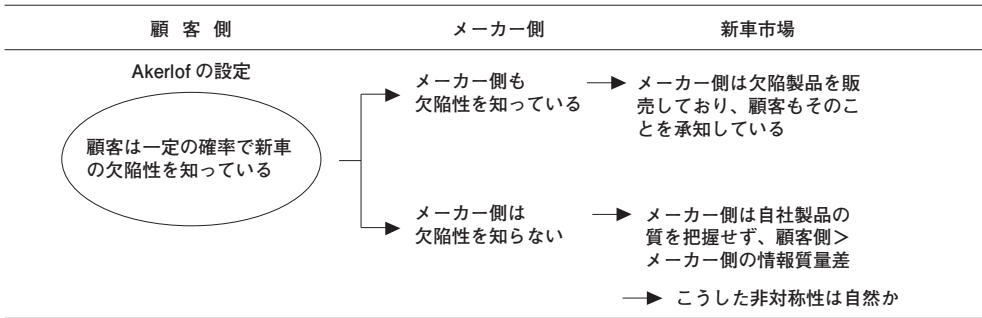 顧客側 メーカー側 新車市場
Akerlof の設定
顧客は一定の確率で新車
の欠陥性を知っている
メーカー側も
欠陥性を知っている
メーカー側は欠陥製品を販
売しており、顧客もそのこ
とを承知している
メーカー側は
欠陥性を知らない
メーカー側は自社製品の
質を把握せず、顧客側＞
メーカー側の情報質量差
こうした非対称性は自然か